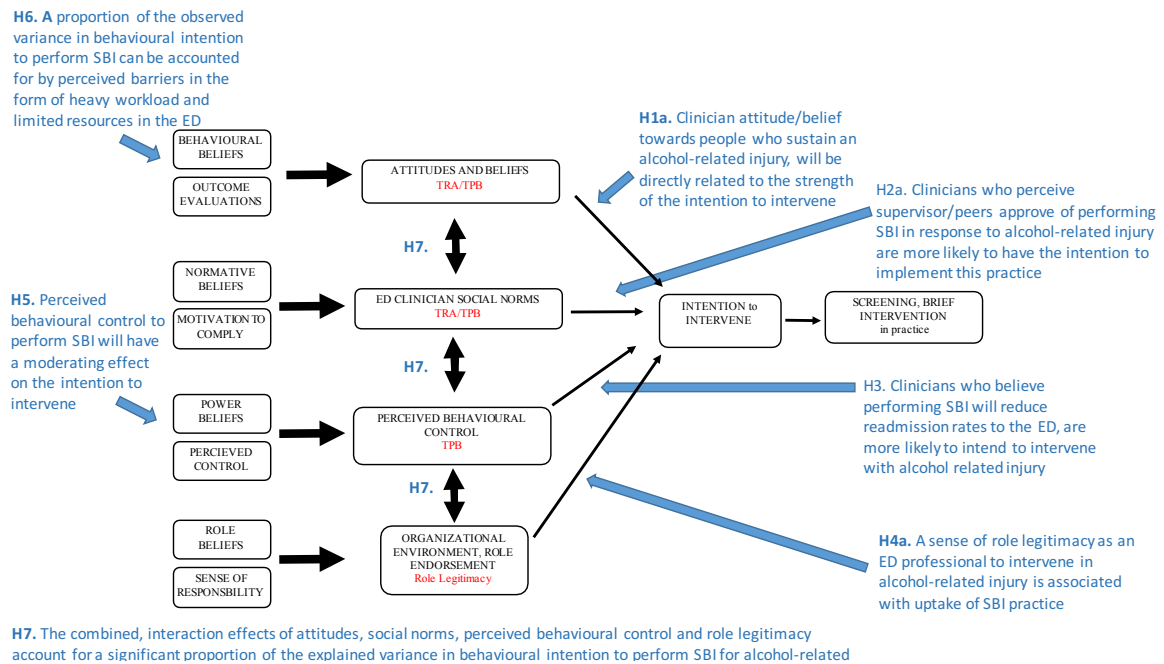 H6. A proportion of the observed
variance in behavioural intention
to perform SBI can be accounted
for by perceived barriers in the
form of heavy workload and
limited resources in the ED
BEHAVIOURAL
BELIEFS
OUTCOME
EVALUATIONS
ATTITUDES AND BELIEFS
TRA/TPB
H1a. Clinician attitude/belief
towards people who sustain an
alcohol-related injury, will be
directly related to the strength
of the intention to intervene
H2a. Clinicians who perceive
supervisor/peers approve of performing
SBI in response to alcohol-related injury
are more likely to have the intention to
implement this practice
H7.
NORMATIVE
BELIEFS
MOTIVATION TO
COMPLY
ED CLINICIAN SOCIAL NORMS
TRA/TPB
INTENTION to
INTERVENE
SCREENING, BRIEF
INTERVENTION
in practice
H5. Perceived
behavioural control to
perform SBI will have
a moderating effect
on the intention to
intervene
H7.
POWER
BELIEFS
PERCIEVED
CONTROL
PERCEIVED BEHAVIOURAL
CONTROL
TPB
H3. Clinicians who believe
performing SBI will reduce
readmission rates to the ED, are
more likely to intend to intervene
with alcohol related injury
H7.
ROLE
BELIEFS
SENSE OF
RESPONSBILITY
ORGANIZATIONAL
ENVIRONMENT, ROLE
ENDORSEMENT
Role Legitimacy
H4a. A sense of role legitimacy as an
ED professional to intervene in
alcohol-related injury is associated
with uptake of SBI practice
H7. The combined, interaction effects of attitudes, social norms, perceived behavioural control and role legitimacy
account for a significant proportion of the explained variance in behavioural intention to perform SBI for alcohol-related